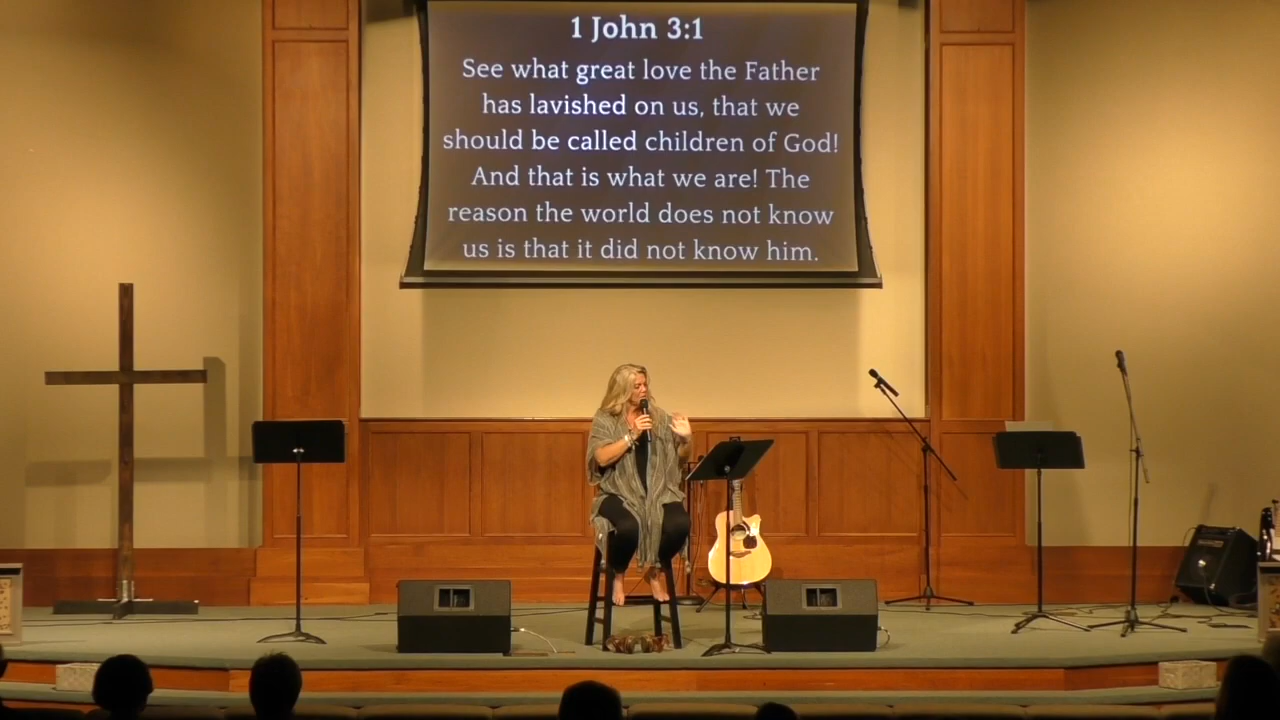 1 John 3:1
See what great love the Father
has lavished on us, that we
should be called children of God!
And that is what we are! The
reason the world does not know
us is that it did not know him.